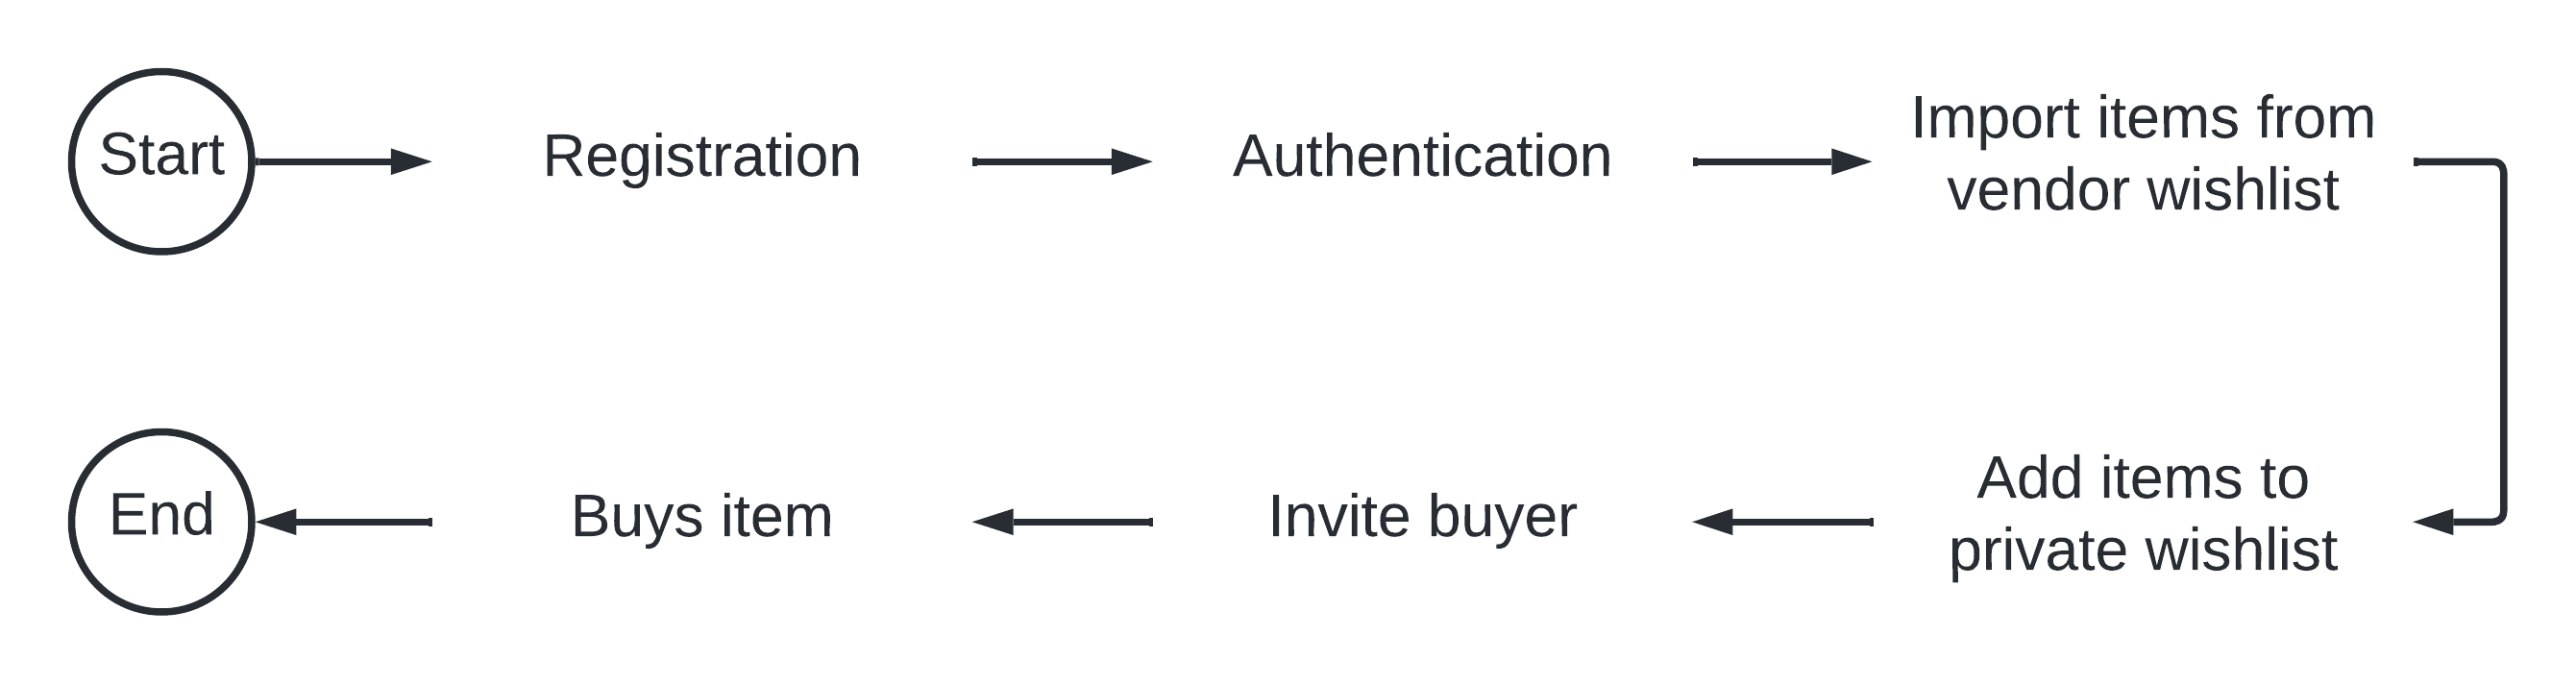 Start
Registration
Authentication
Import items from
vendor wishlist
Add items to
private wishlist
Invite buyer
Buys item
End